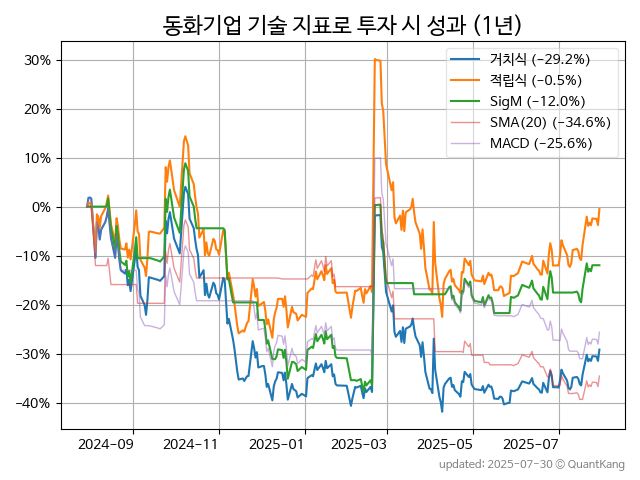 동화기업 기술 지표로 투자 시 성과 (1년)
거치식 (−29.2%)
적립식 (−0.5%)
SigM (−12.0%)
SMA(20) (−34.6%)
MACD (−25.6%)
30%
20%
10%
0%
−10%
−20%
−30%
−40%
2024-09 2024-11 2025-01 2025-03 2025-05 2025-07
updated: 2025-07-30 © QuantKang